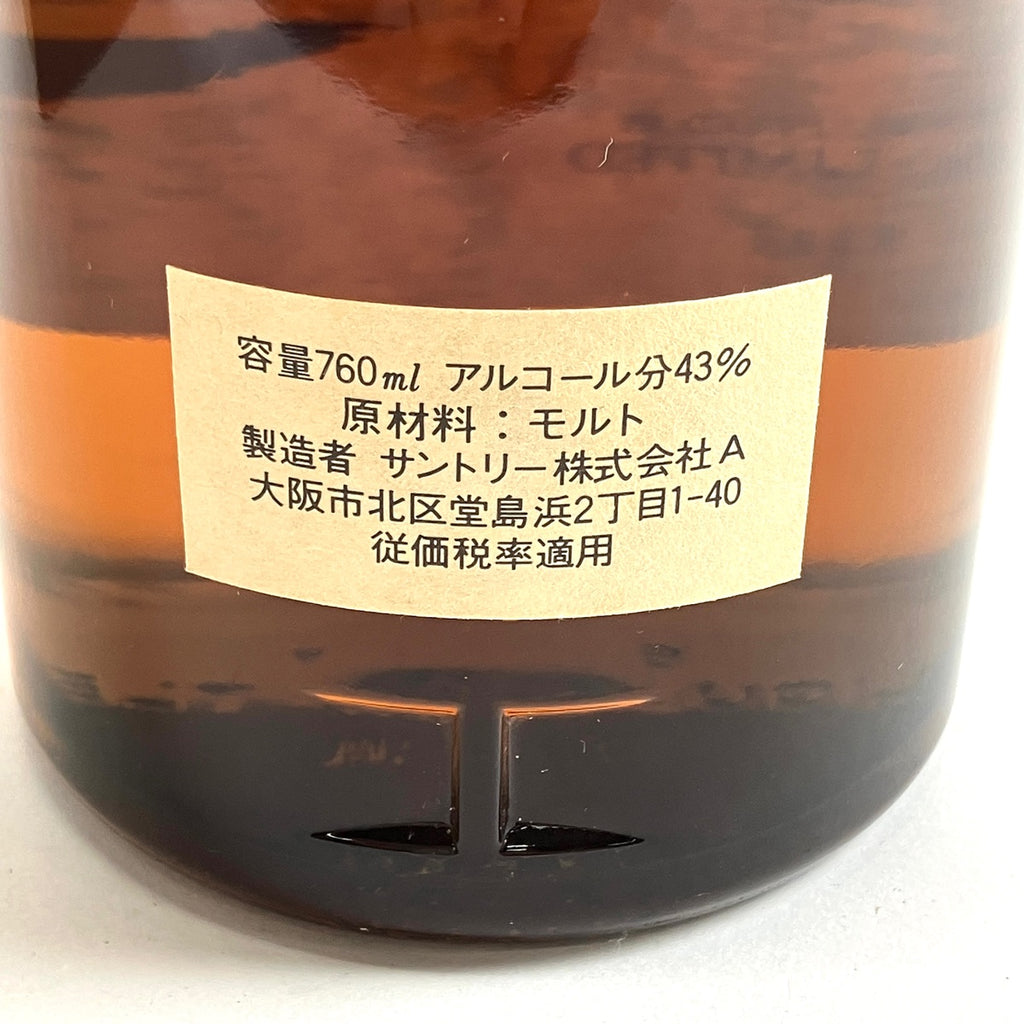 容量760ml アルコール分43%
原材料：モルト
製造者 サントリー株式会社A
大阪市北区堂島浜2丁目1-40
従価税率適用